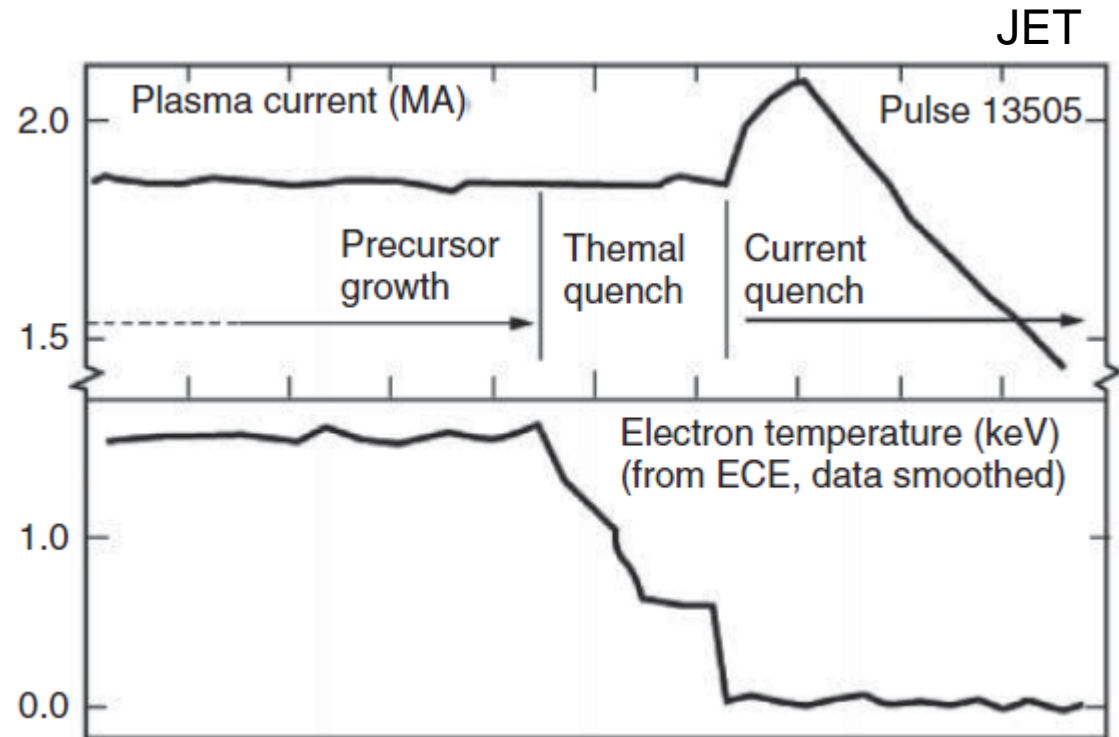 JET
Plasma current (MA)
Pulse 13505
2.0
Precursor
growth
Themal
quench
Current
quench
1.5
Electron temperature (keV)
(from ECE, data smoothed)
1.0
0.0